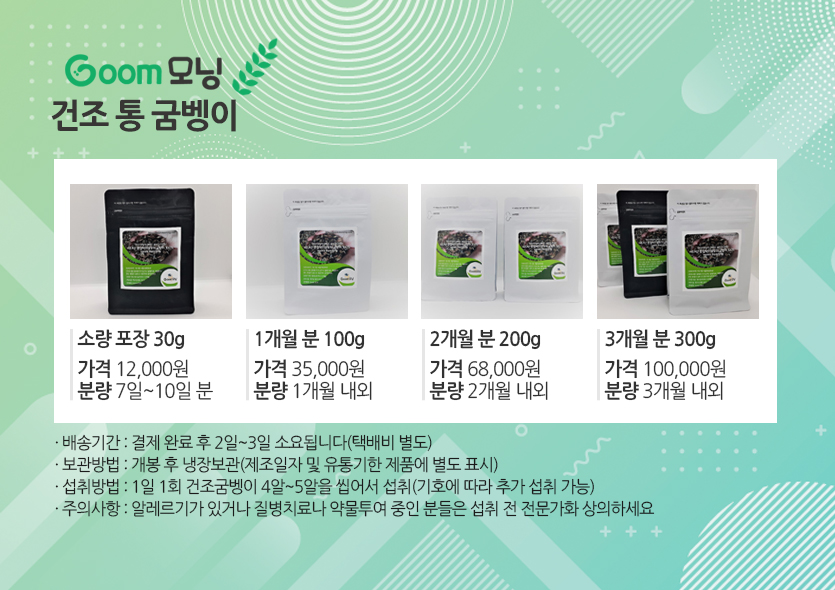 Goom 모닝
건조 통 굼벵이
소량 포장 30g
가격 12,000원
분량 7일~10일 분
1개월 분 100g
가격 35,000원
분량 1개월 내외
2개월 분 200g
가격 68,000원
분량 2개월 내외
3개월 분 300g
가격 100,000원
분량 3개월 내외
· 배송기간 : 결제 완료 후 2일~3일 소요됩니다(택배비 별도)
· 보관방법 : 개봉 후 냉장보관(제조일자 및 유통기한 제품에 별도 표시)
· 섭취방법 : 1일 1회 건조굼벵이 4알~5알을 씹어서 섭취(기호에 따라 추가 섭취 가능)
· 주의사항 : 알레르기가 있거나 질병치료나 약물투여 중인 분들은 섭취 전 전문가화 상의하세요